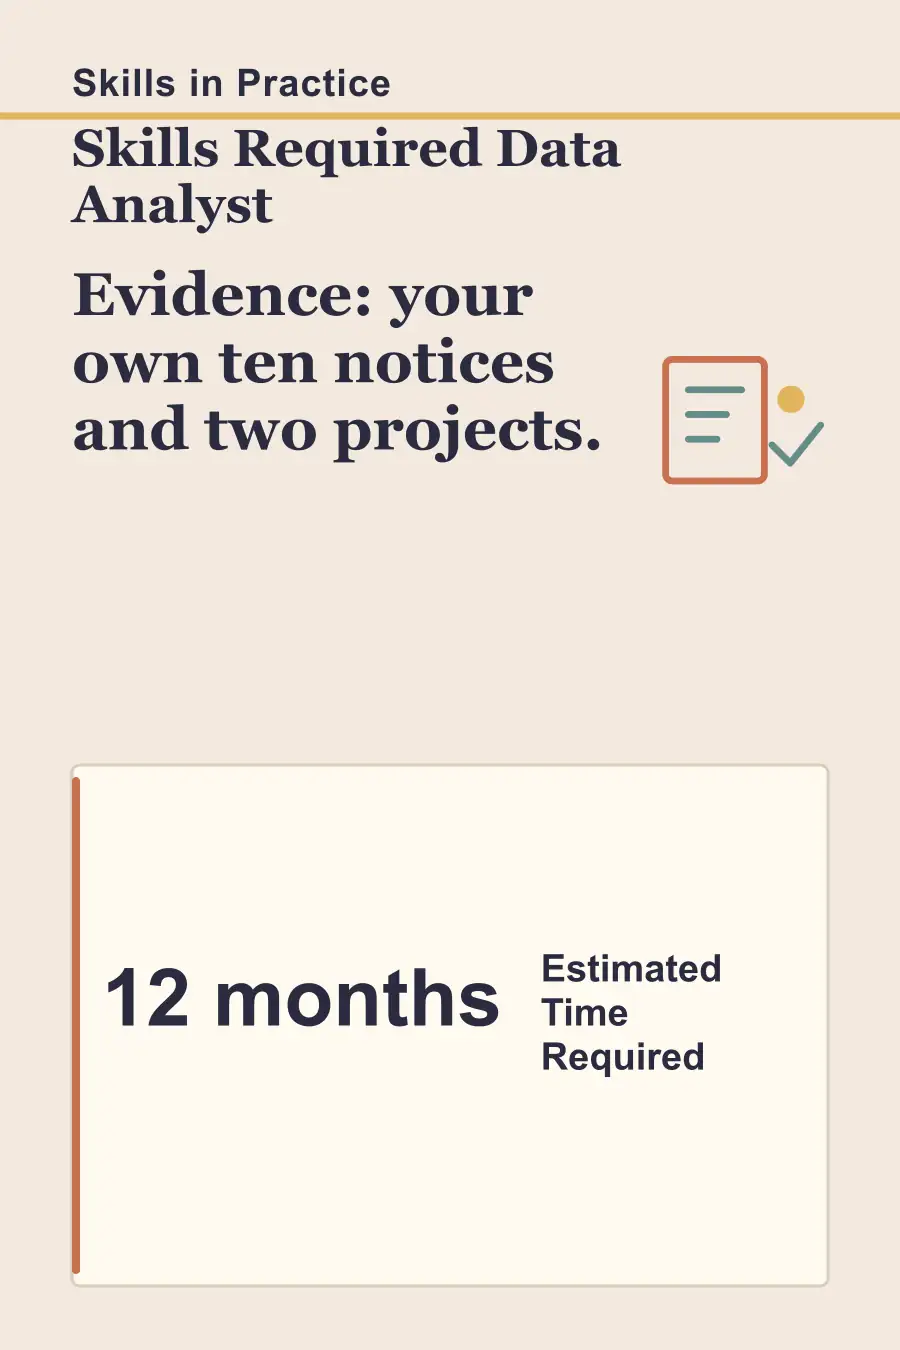 Skills in Practice
Skills Required Data
Analyst
Evidence: your
own ten notices
and two projects.
12 months
Estimated
Time
Required